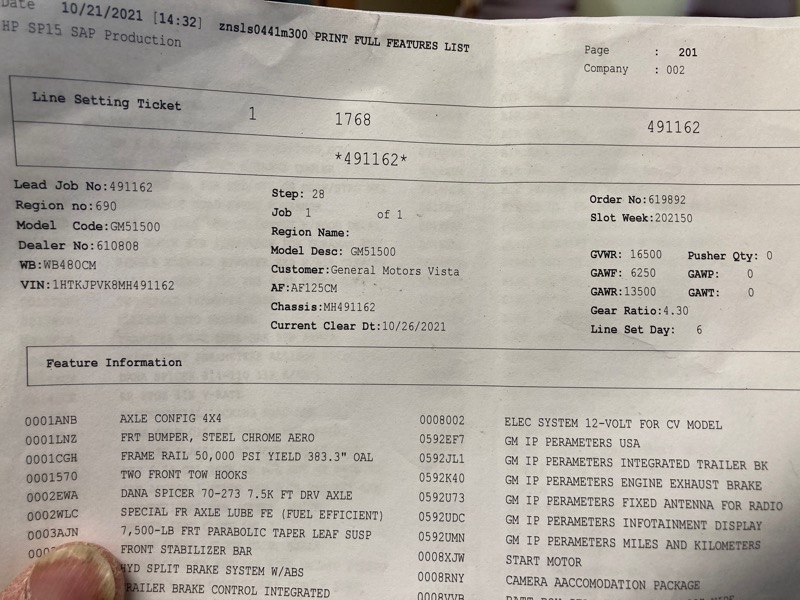 Date 10/21/2021 [14:32] znsls0441m300 PRINT FULL FEATURES LIST
HP SP15 SAP Production
Page : 201
Company : 002
Line Setting Ticket 1 1768 491162
*491162*
Lead Job No:491162 Step: 28 Order No:619892
Region no:690 Job 1 of 1 Slot Week:202150
Model Code:GM51500 Region Name:
Dealer No:610808 Model Desc: GM51500 GVWR: 16500 Pusher Qty: 0
WB:WB480CM Customer:General Motors Vista GAWF: 6250 GAWP: 0
VIN:1HTKJPVK8MH491162 AF:AF125CM GAWR:13500 GAWT: 0
Chassis:MH491162 Gear Ratio:4.30
Current Clear Dt:10/26/2021 Line Set Day: 6
Feature Information
0001ANB AXLE CONFIG 4X4 0008002 ELEC SYSTEM 12-VOLT FOR CV MODEL
0001LNZ FRT BUMPER, STEEL CHROME AERO 0592EF7 GM IP PERAMETERS USA
0001CGH FRAME RAIL 50,000 PSI YIELD 383.3" OAL 0592JL1 GM IP PERAMETERS INTEGRATED TRAILER BK
0001570 TWO FRONT TOW HOOKS 0592K40 GM IP PERAMETERS ENGINE EXHAUST BRAKE
0002EWA DANA SPICER 70-273 7.5K FT DRV AXLE 0592U73 GM IP PERAMETERS FIXED ANTENNA FOR RADIO
0002WLC SPECIAL FR AXLE LUBE FE (FUEL EFFICIENT) 0592UDC GM IP PERAMETERS INFOTAINMENT DISPLAY
0003AJN 7,500-LB FRT PARABOLIC TAPER LEAF SUSP 0592UMN GM IP PERAMETERS MILES AND KILOMETERS
FRONT STABILIZER BAR 0008XJW START MOTOR
HYD SPLIT BRAKE SYSTEM W/ABS 0008RNY CAMERA AACCOMODATION PACKAGE
TRAILER BRAKE CONTROL INTEGRATED